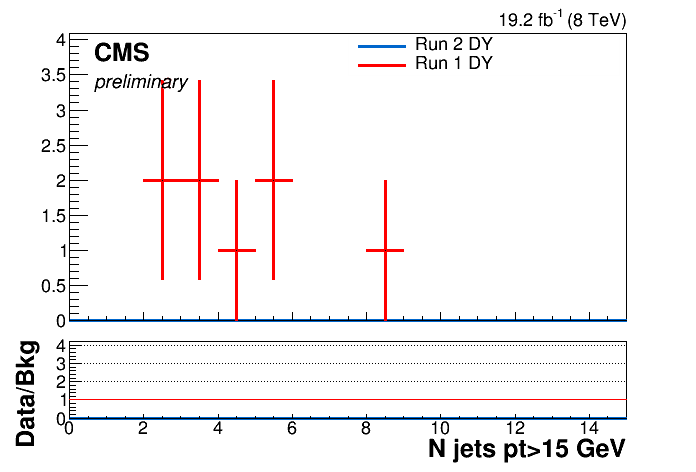 19.2 fb⁻¹ (8 TeV)
CMS
preliminary
Run 2 DY
Run 1 DY
4
3.5
3
2.5
2
1.5
1
0.5
0
Data/Bkg
4
3
2
1
0
0 2 4 6 8 10 12 14
N jets pt>15 GeV